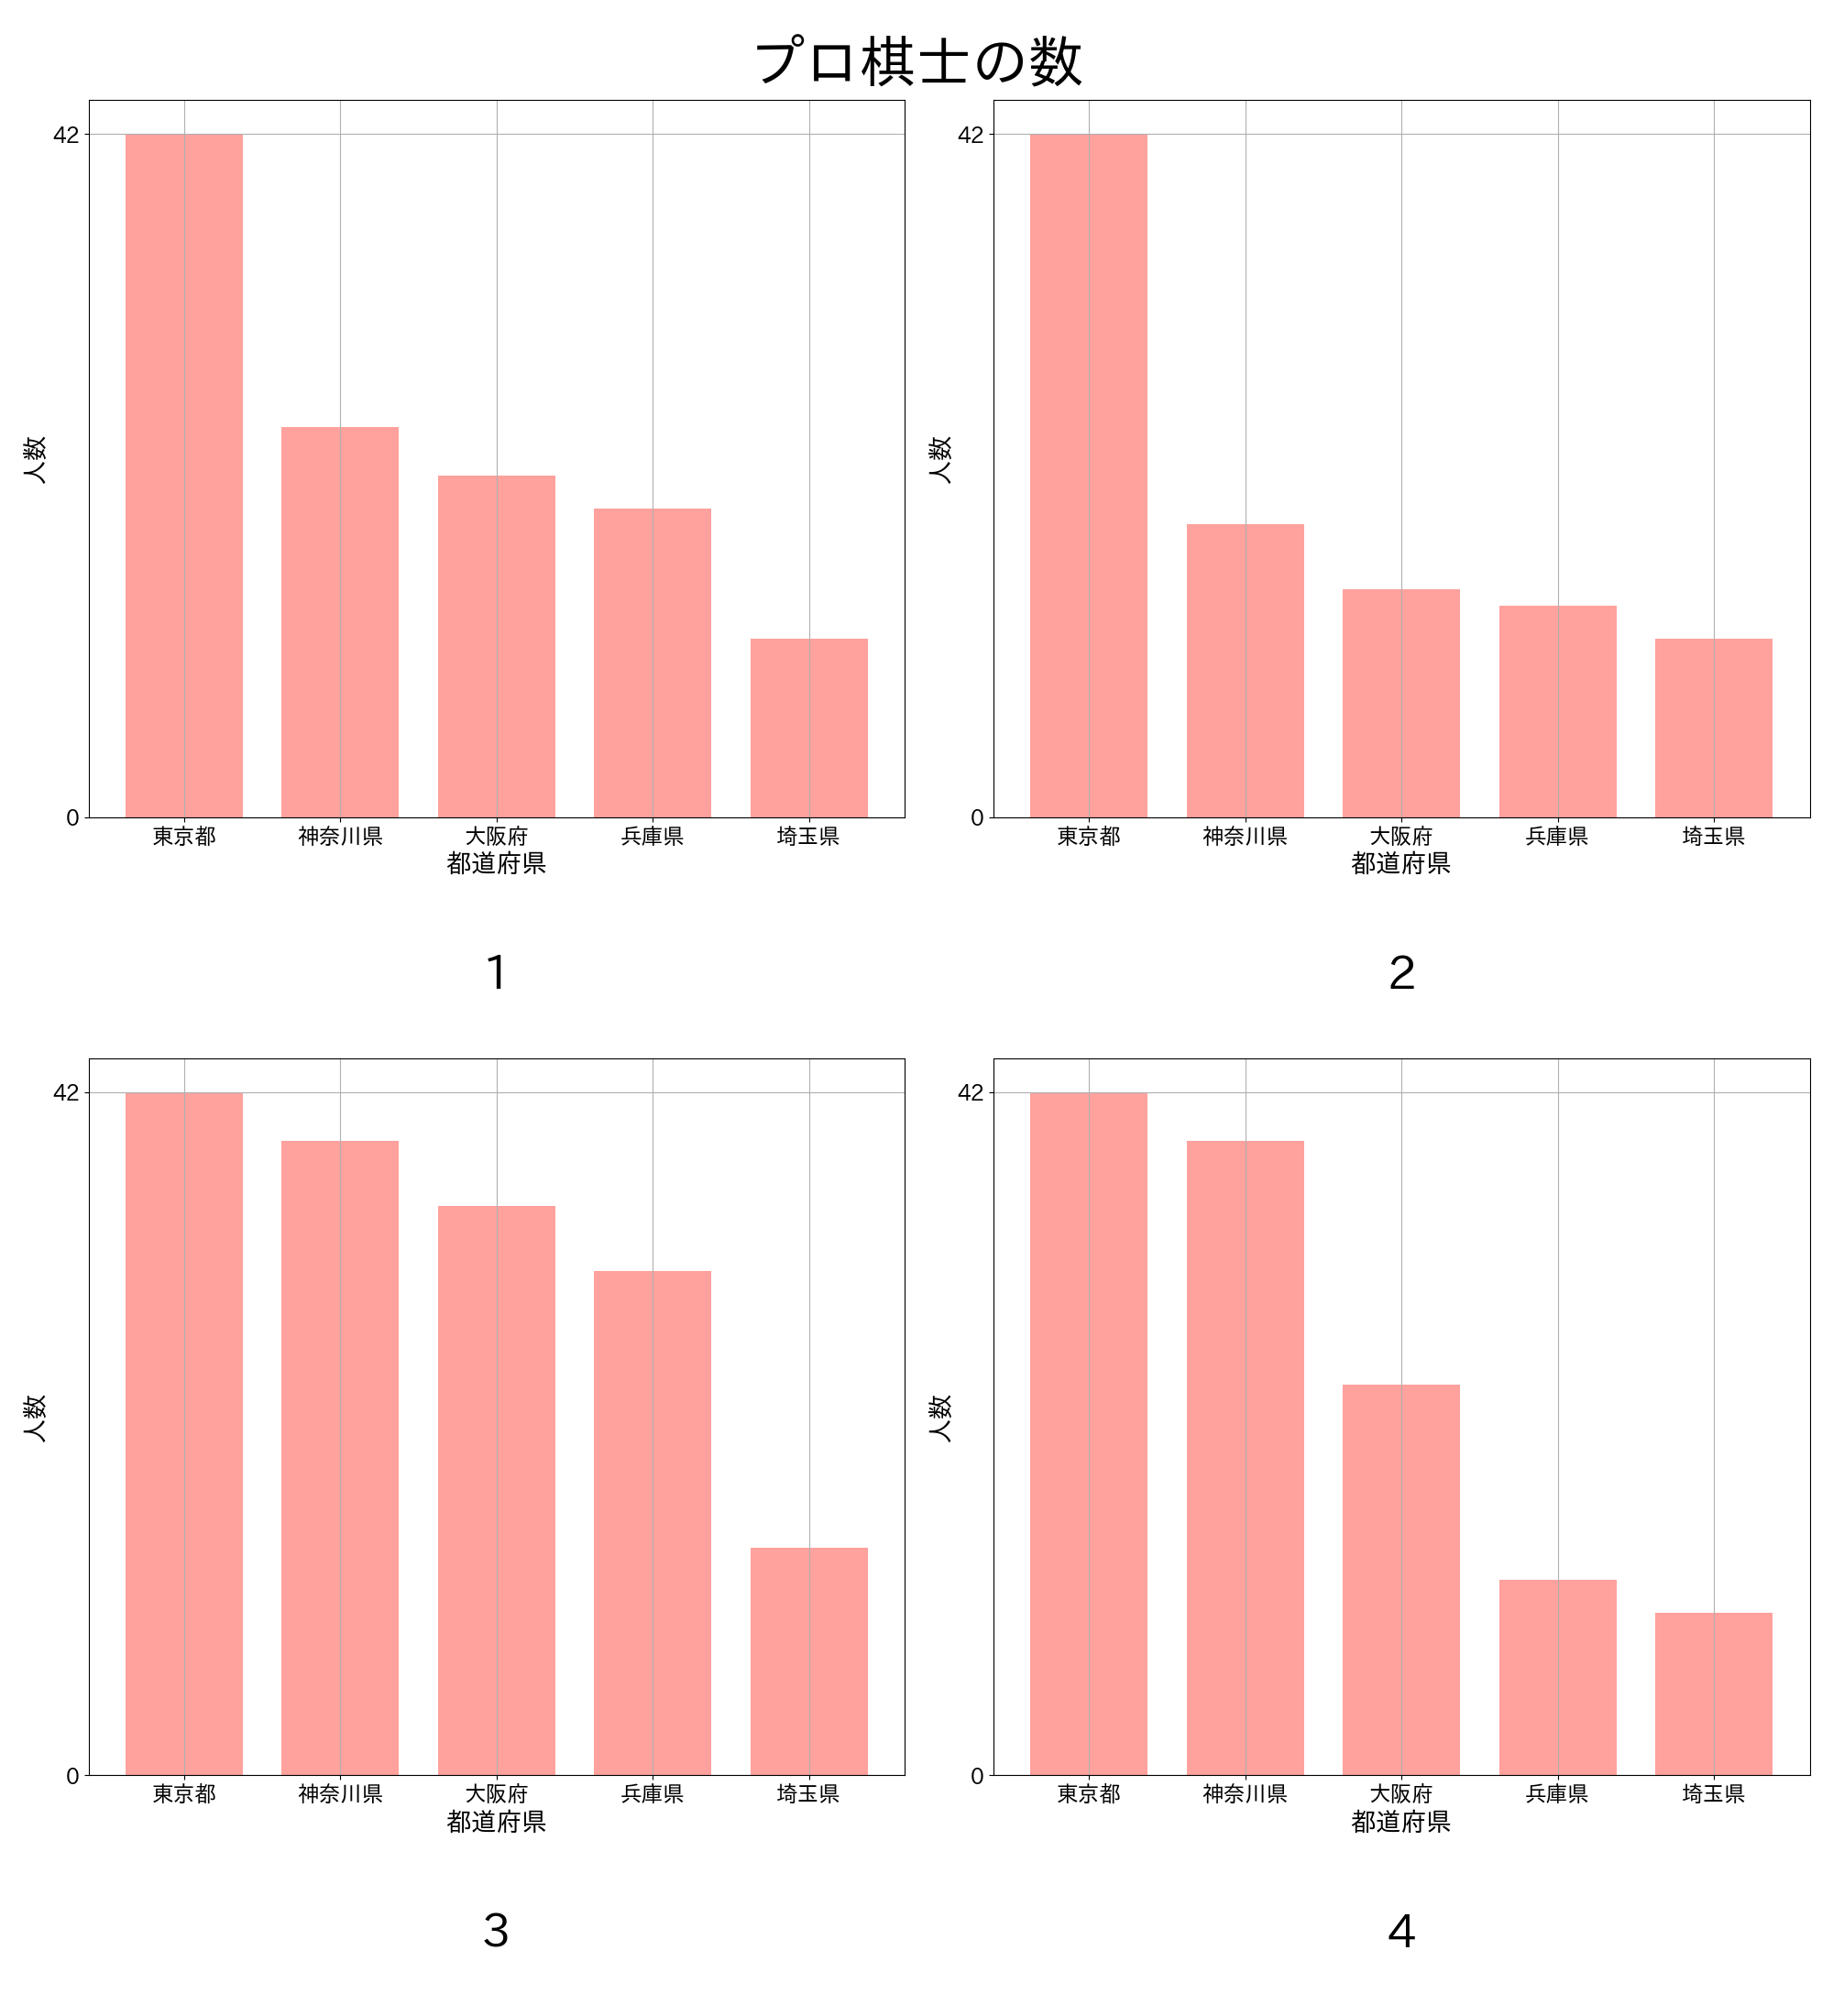 プロ棋士の数
42
0
人数
東京都 神奈川県 大阪府 兵庫県 埼玉県
都道府県
1
42
0
人数
東京都 神奈川県 大阪府 兵庫県 埼玉県
都道府県
2
42
0
人数
東京都 神奈川県 大阪府 兵庫県 埼玉県
都道府県
3
42
0
人数
東京都 神奈川県 大阪府 兵庫県 埼玉県
都道府県
4